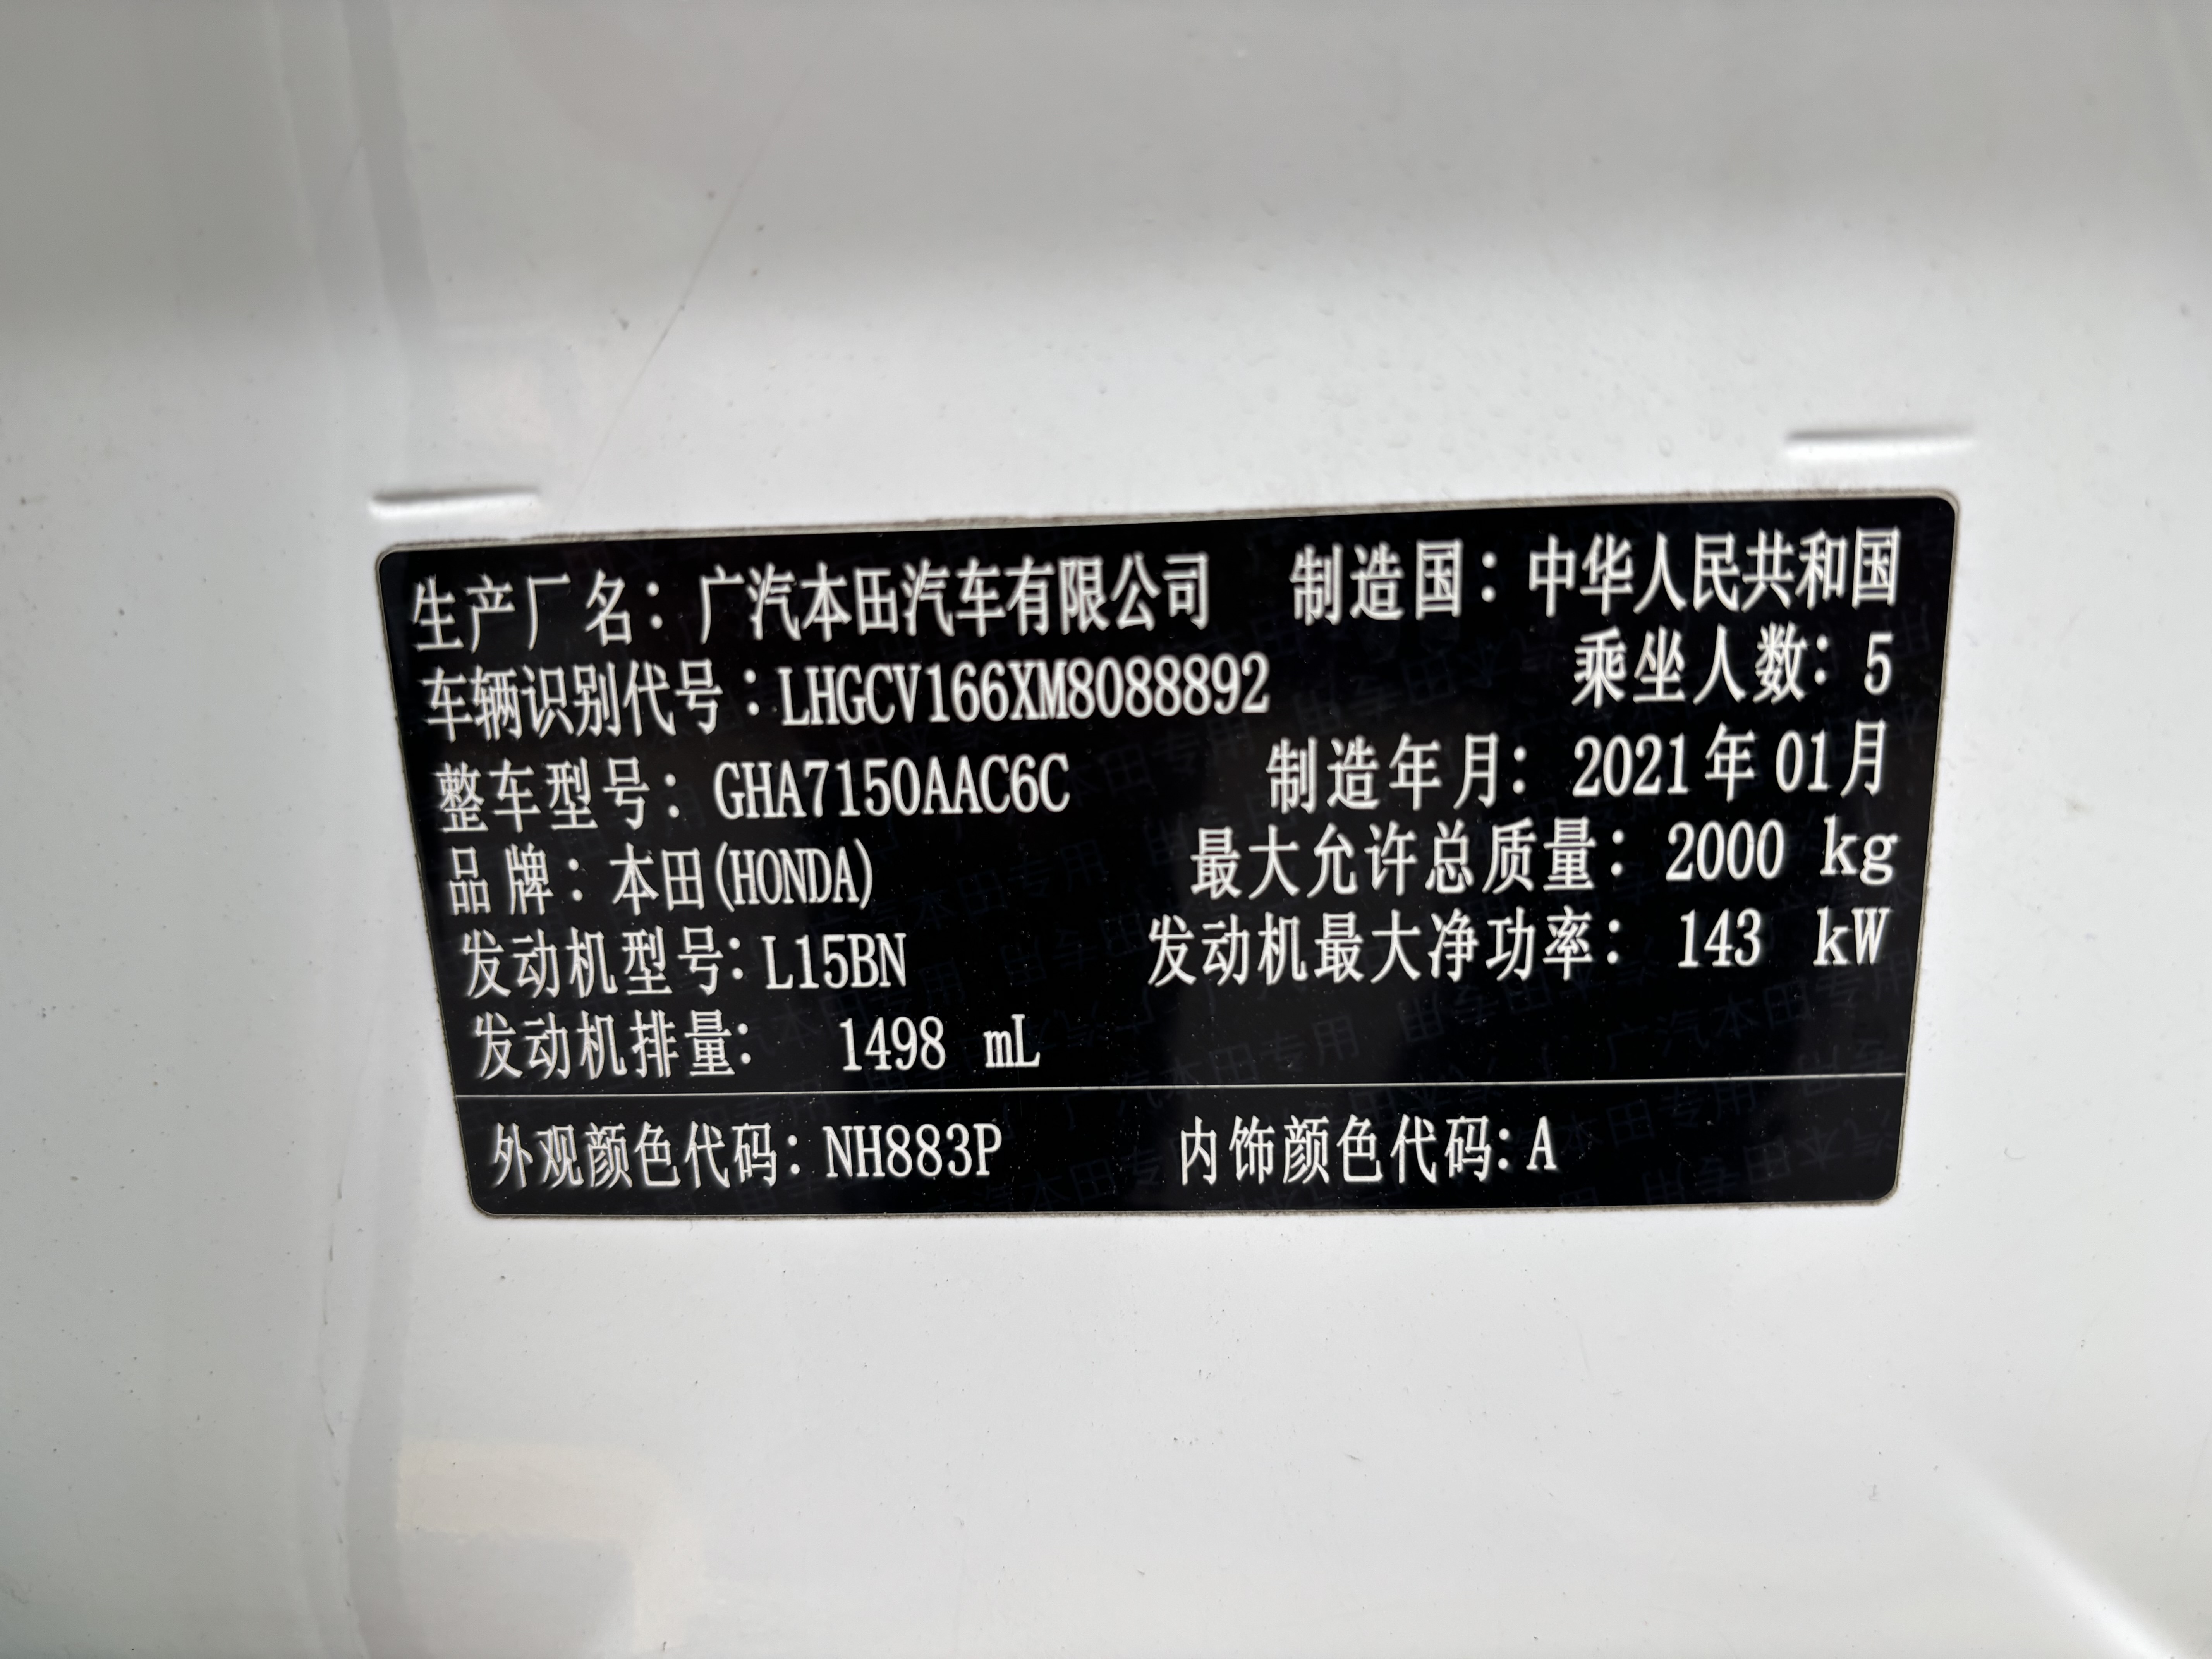 生产厂名：广汽本田汽车有限公司 制造国：中华人民共和国
车辆识别代号：LHGCV166XM8088892 乘坐人数：5
整车型号：GHA7150AAC6C 制造年月：2021年01月
品牌：本田(HONDA) 最大允许总质量：2000 kg
发动机型号：L15BN 发动机最大净功率：143 kW
发动机排量：1498 mL
外观颜色代码：NH883P 内饰颜色代码：A